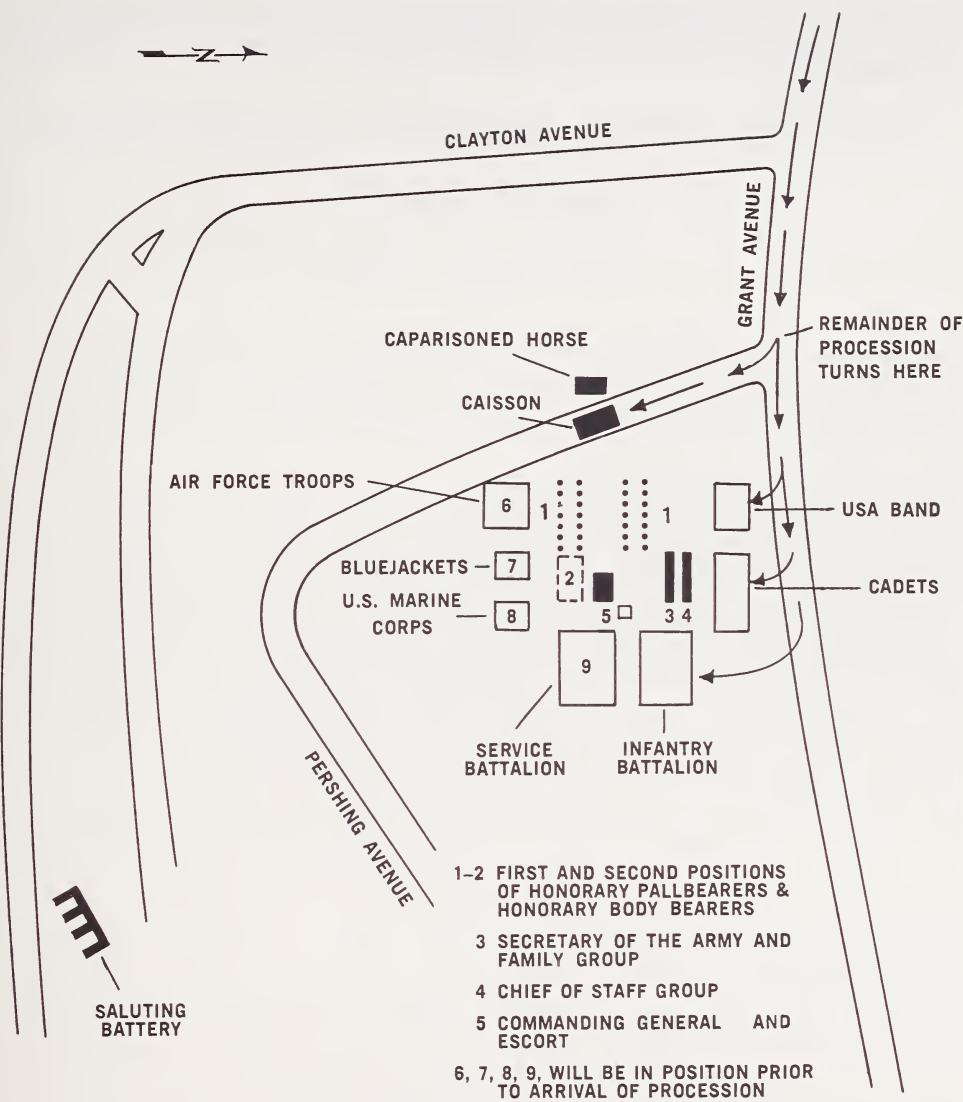 N
CLAYTON AVENUE
GRANT AVENUE
REMAINDER OF
PROCESSION
TURNS HERE
CAPARISONED HORSE
CAISSON
AIR FORCE TROOPS
6
1
1
USA BAND
BLUEJACKETS
7
2
CADETS
U.S. MARINE
CORPS
8
5
3 4
9
SERVICE
BATTALION
INFANTRY
BATTALION
PERSHING AVENUE
SALUTING
BATTERY
1–2 FIRST AND SECOND POSITIONS
OF HONORARY PALLBEARERS &
HONORARY BODY BEARERS
3 SECRETARY OF THE ARMY AND
FAMILY GROUP
4 CHIEF OF STAFF GROUP
5 COMMANDING GENERAL AND
ESCORT
6, 7, 8, 9, WILL BE IN POSITION PRIOR
TO ARRIVAL OF PROCESSION